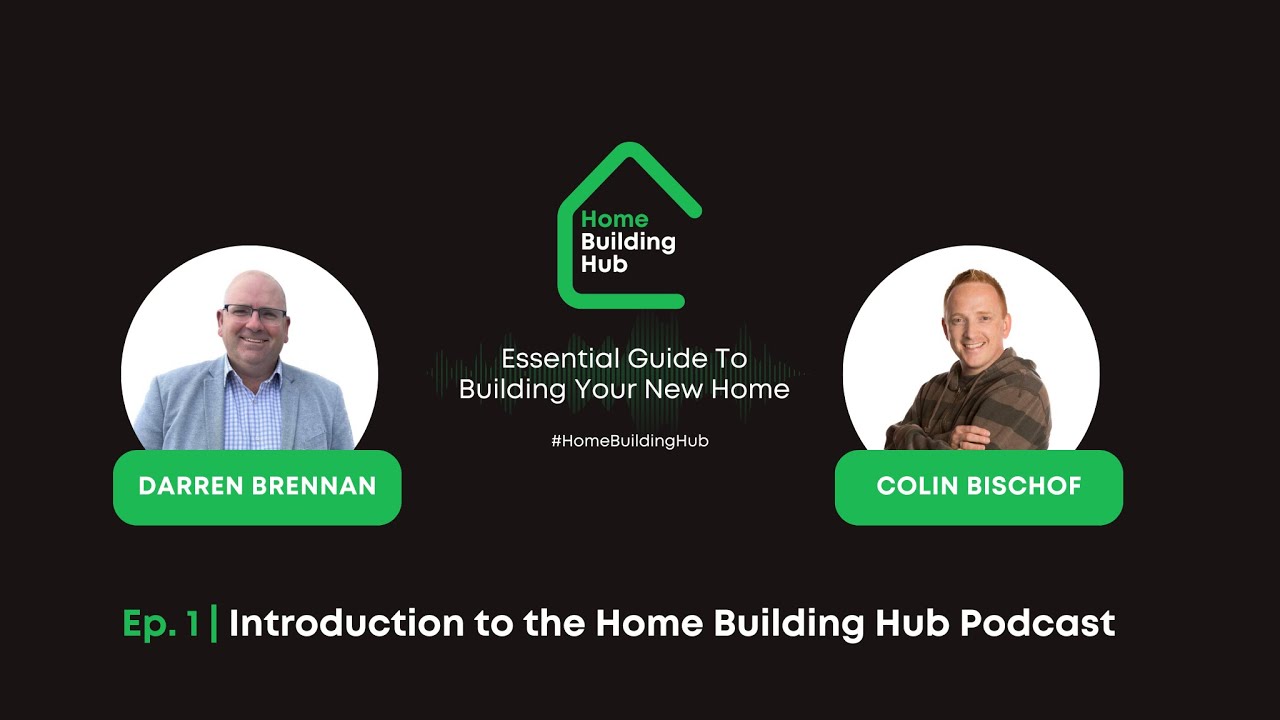 Home
Building
Hub
Essential Guide To
Building Your New Home
#HomeBuildingHub
DARREN BRENNAN
COLIN BISCHOF
Ep. 1 | Introduction to the Home Building Hub Podcast